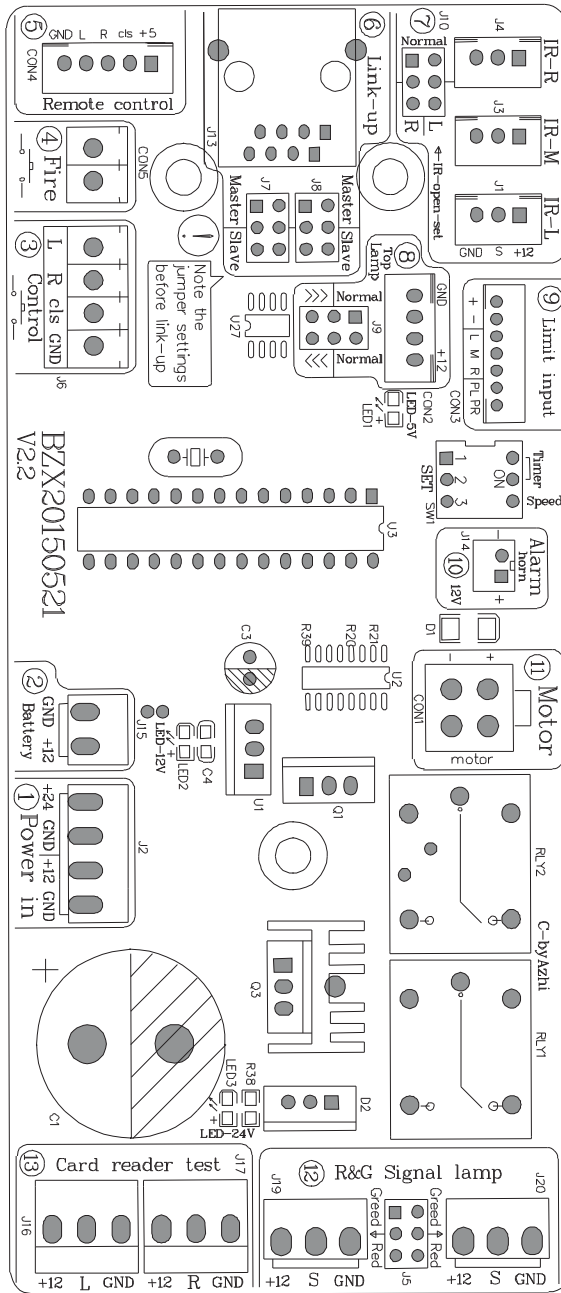 5
GND L R cls +5
CON4
Remote control
4 Fire
CON5
3
L R cls GND
Control
J6
6 Link-up
J13
Master Slave
J7
J8
Master Slave
!
Note the
jumper settings
before link-up
U27
7
J10
Normal
R L
IR-open-set
J4
IR-R
J3
IR-M
J1
IR-L
GND S +12
8
Top
Lamp
GND
+12
CON2
>>> Normal
J9
>>> Normal
LED-5V
+
LED1
9 Limit input
+ - L M R PL PR
CON3
1
2
3
SET
ON
SW1
Timer
Speed
BZX20150521
V2.2
U3
Alarm
horn
J14
-
+
10 12V
D1
C3
R39
R20
R21
U2
11 Motor
- +
CON1
motor
2
GND +12
Battery
J15
LED-12V
+
LED2
C4
U1
Q1
1 Power in
+24 GND +12 GND
J2
RLY2
C-byAzhi
RLY1
Q3
+
C1
LED3
R38
+
LED-24V
D2
13 Card reader test
J17
J16
+12 L GND
+12 R GND
12 R&G Signal lamp
J19
J20
Greed Red
Greed Red
J5
+12 S GND
+12 S GND